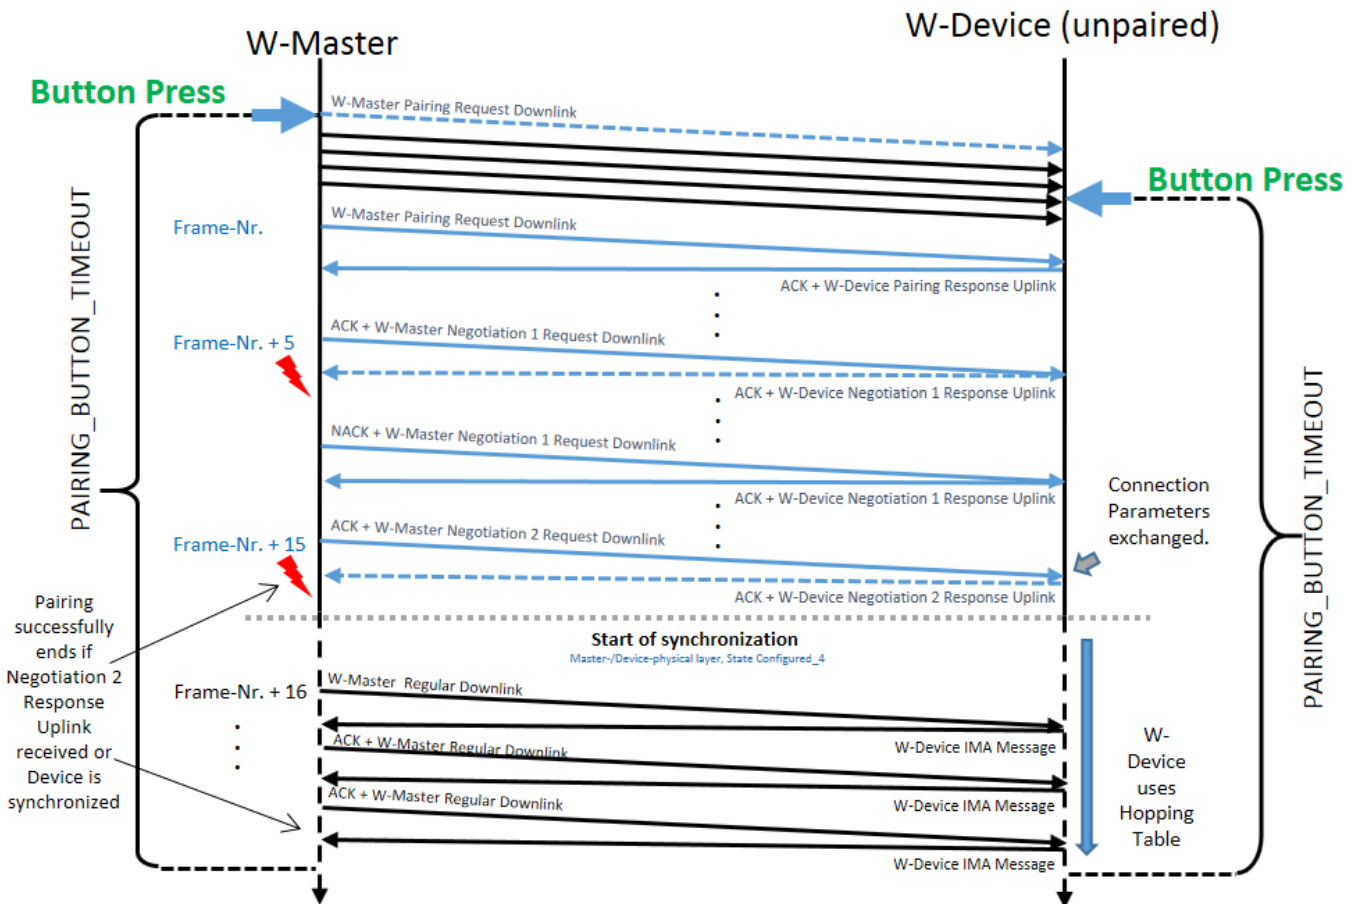 W-Master
W-Device (unpaired)
Button Press
W-Master Pairing Request Downlink
Button Press
PAIRING_BUTTON_TIMEOUT
Frame-Nr.
W-Master Pairing Request Downlink
ACK + W-Device Pairing Response Uplink
Frame-Nr. + 5
ACK + W-Master Negotiation 1 Request Downlink
ACK + W-Device Negotiation 1 Response Uplink
NACK + W-Master Negotiation 1 Request Downlink
ACK + W-Device Negotiation 1 Response Uplink
Connection
Parameters
exchanged.
PAIRING_BUTTON_TIMEOUT
Frame-Nr. + 15
ACK + W-Master Negotiation 2 Request Downlink
ACK + W-Device Negotiation 2 Response Uplink
Pairing
successfully
ends if
Negotiation 2
Response
Uplink
received or
Device is
synchronized
Start of synchronization
Master-/Device-physical layer, State Configured_4
Frame-Nr. + 16
W-Master Regular Downlink
W-Device IMA Message
ACK + W-Master Regular Downlink
W-Device IMA Message
ACK + W-Master Regular Downlink
W-Device IMA Message
W-
Device
uses
Hopping
Table